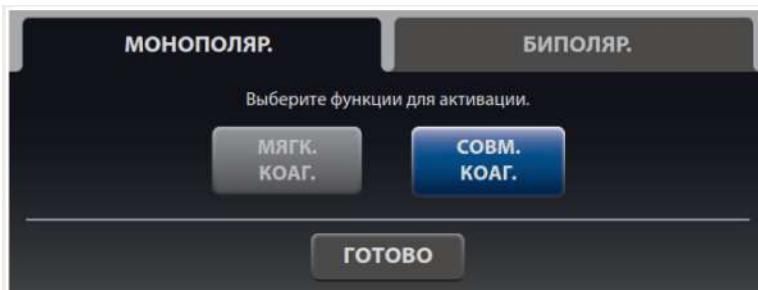 МОНОПОЛЯР.
БИПОЛЯР.
Выберите функции для активации.
МЯГК.
КОАГ.
СОВМ.
КОАГ.
ГОТОВО